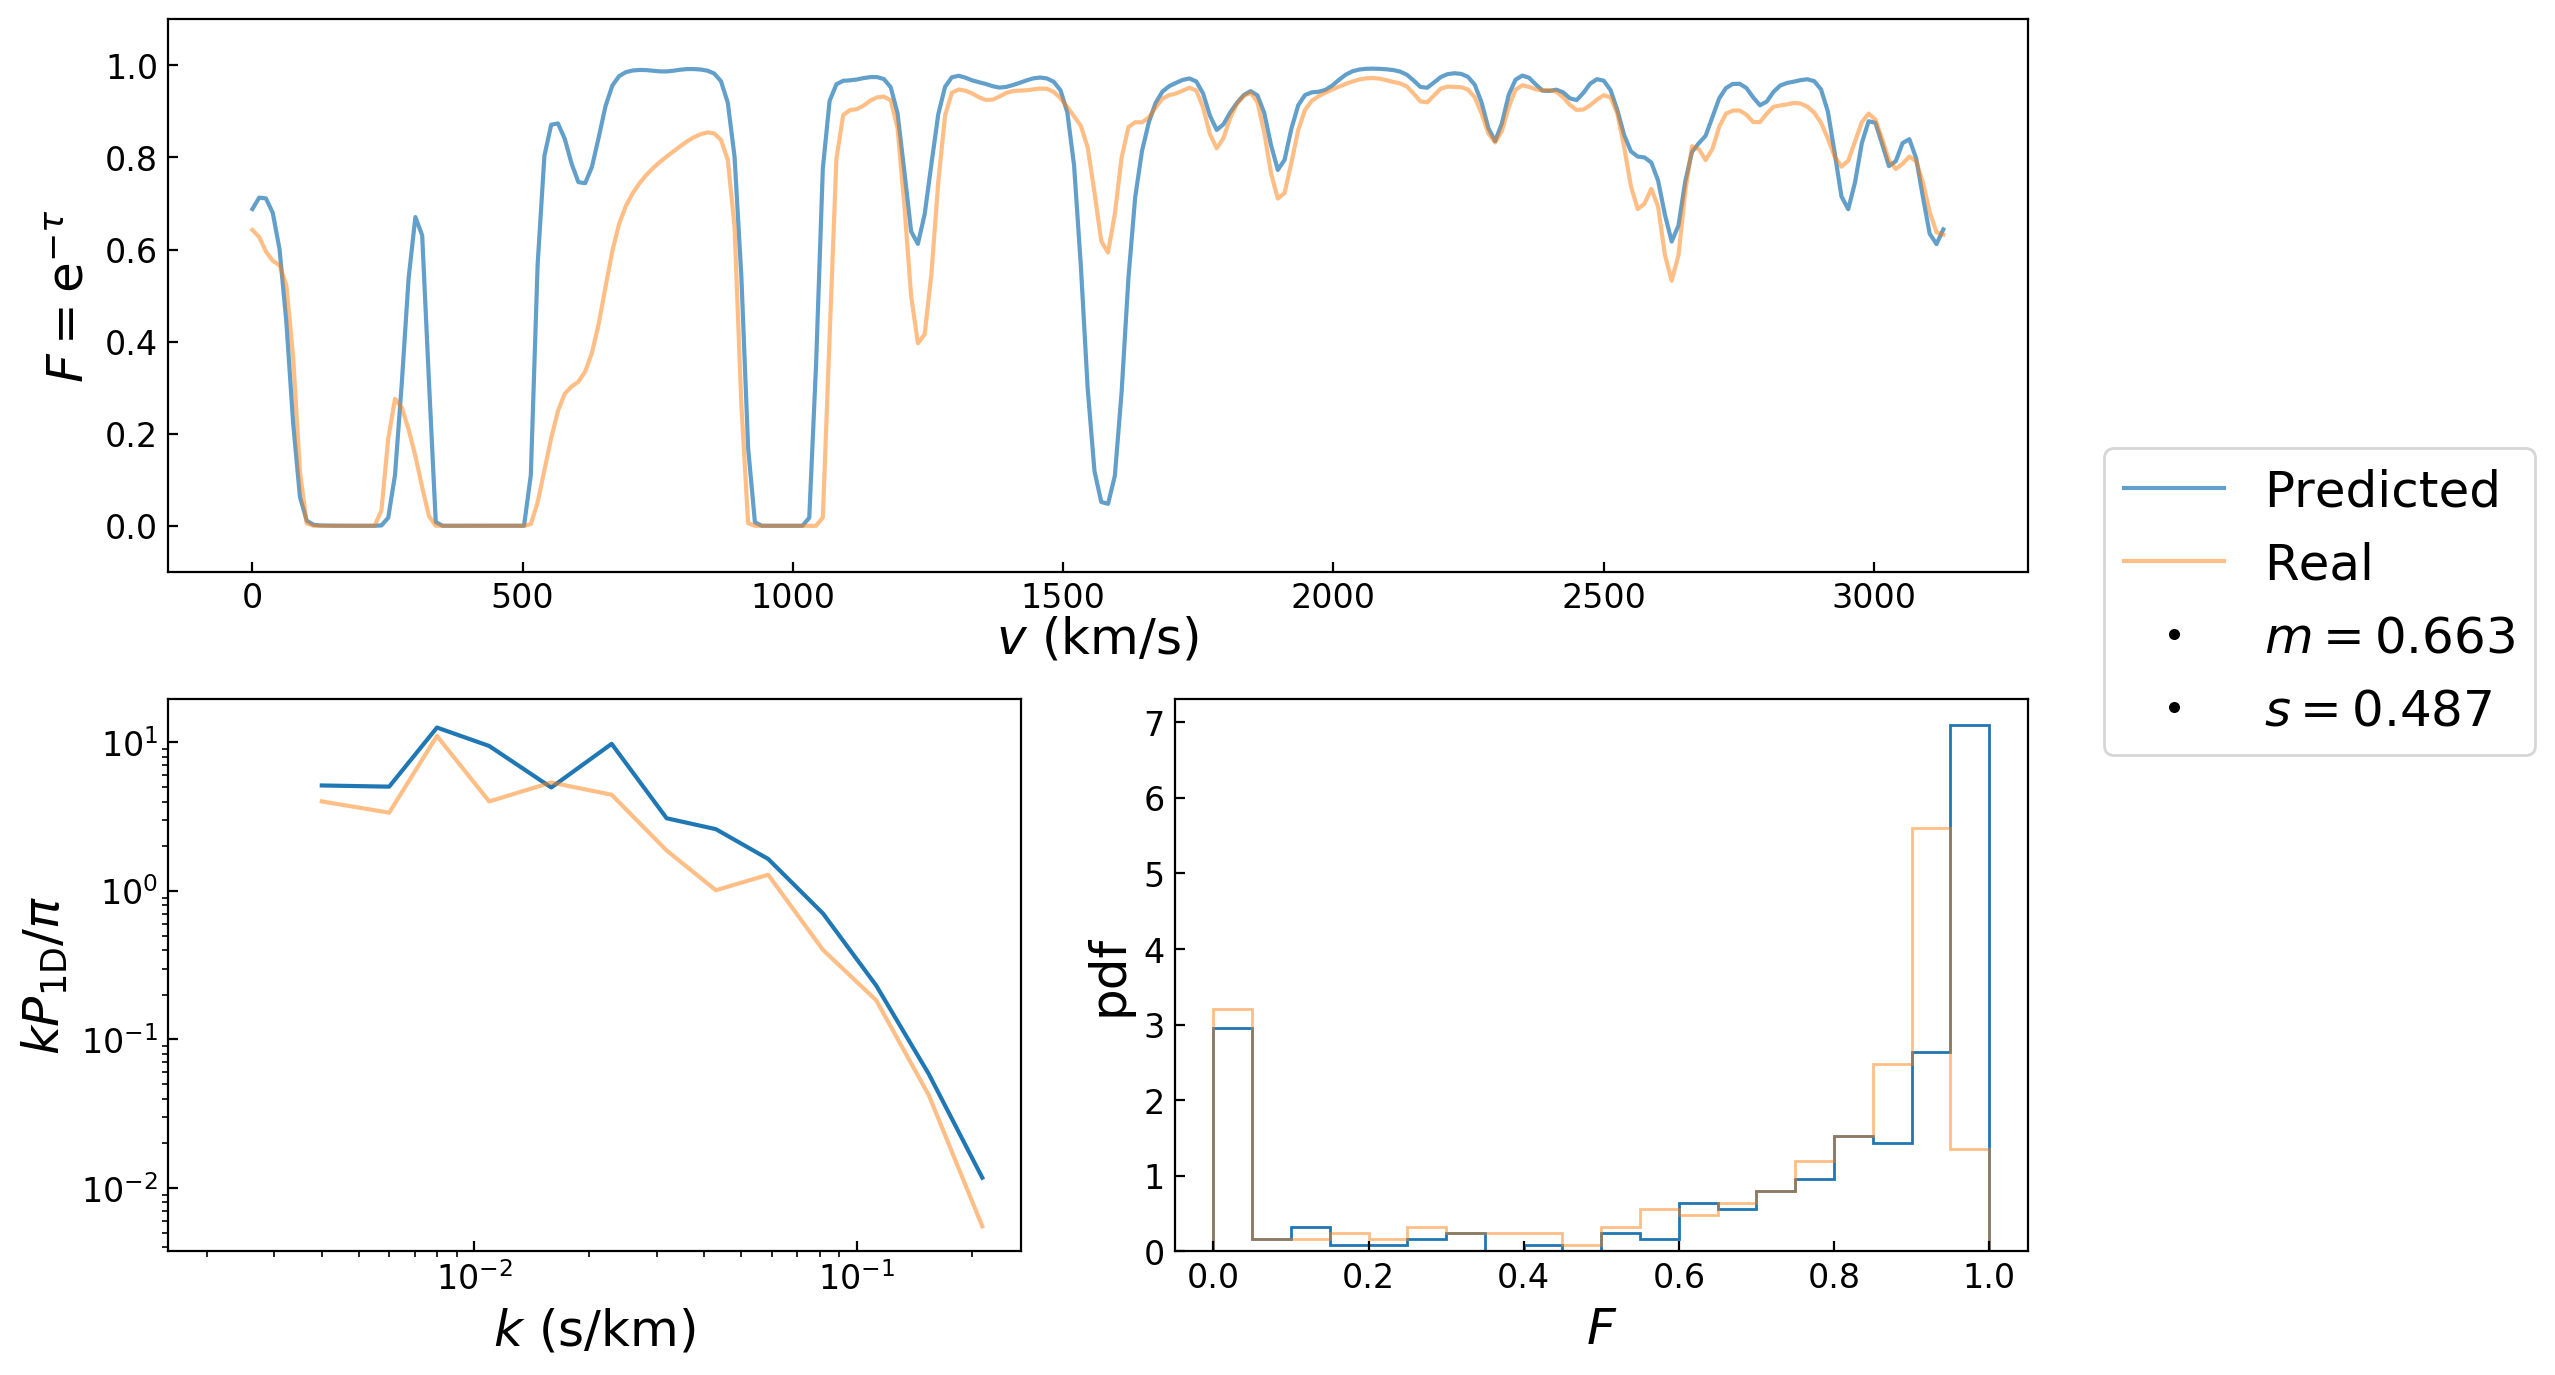 1.0
0.8
0.6
0.4
0.2
0.0
F = e^{-τ}
0 500 1000 1500 2000 2500 3000
v (km/s)
Predicted
Real
m = 0.663
s = 0.487
10^1
10^0
10^{-1}
10^{-2}
kP_{1D}/π
10^{-2} 10^{-1}
k (s/km)
7
6
5
4
3
2
1
0
pdf
0.0 0.2 0.4 0.6 0.8 1.0
F